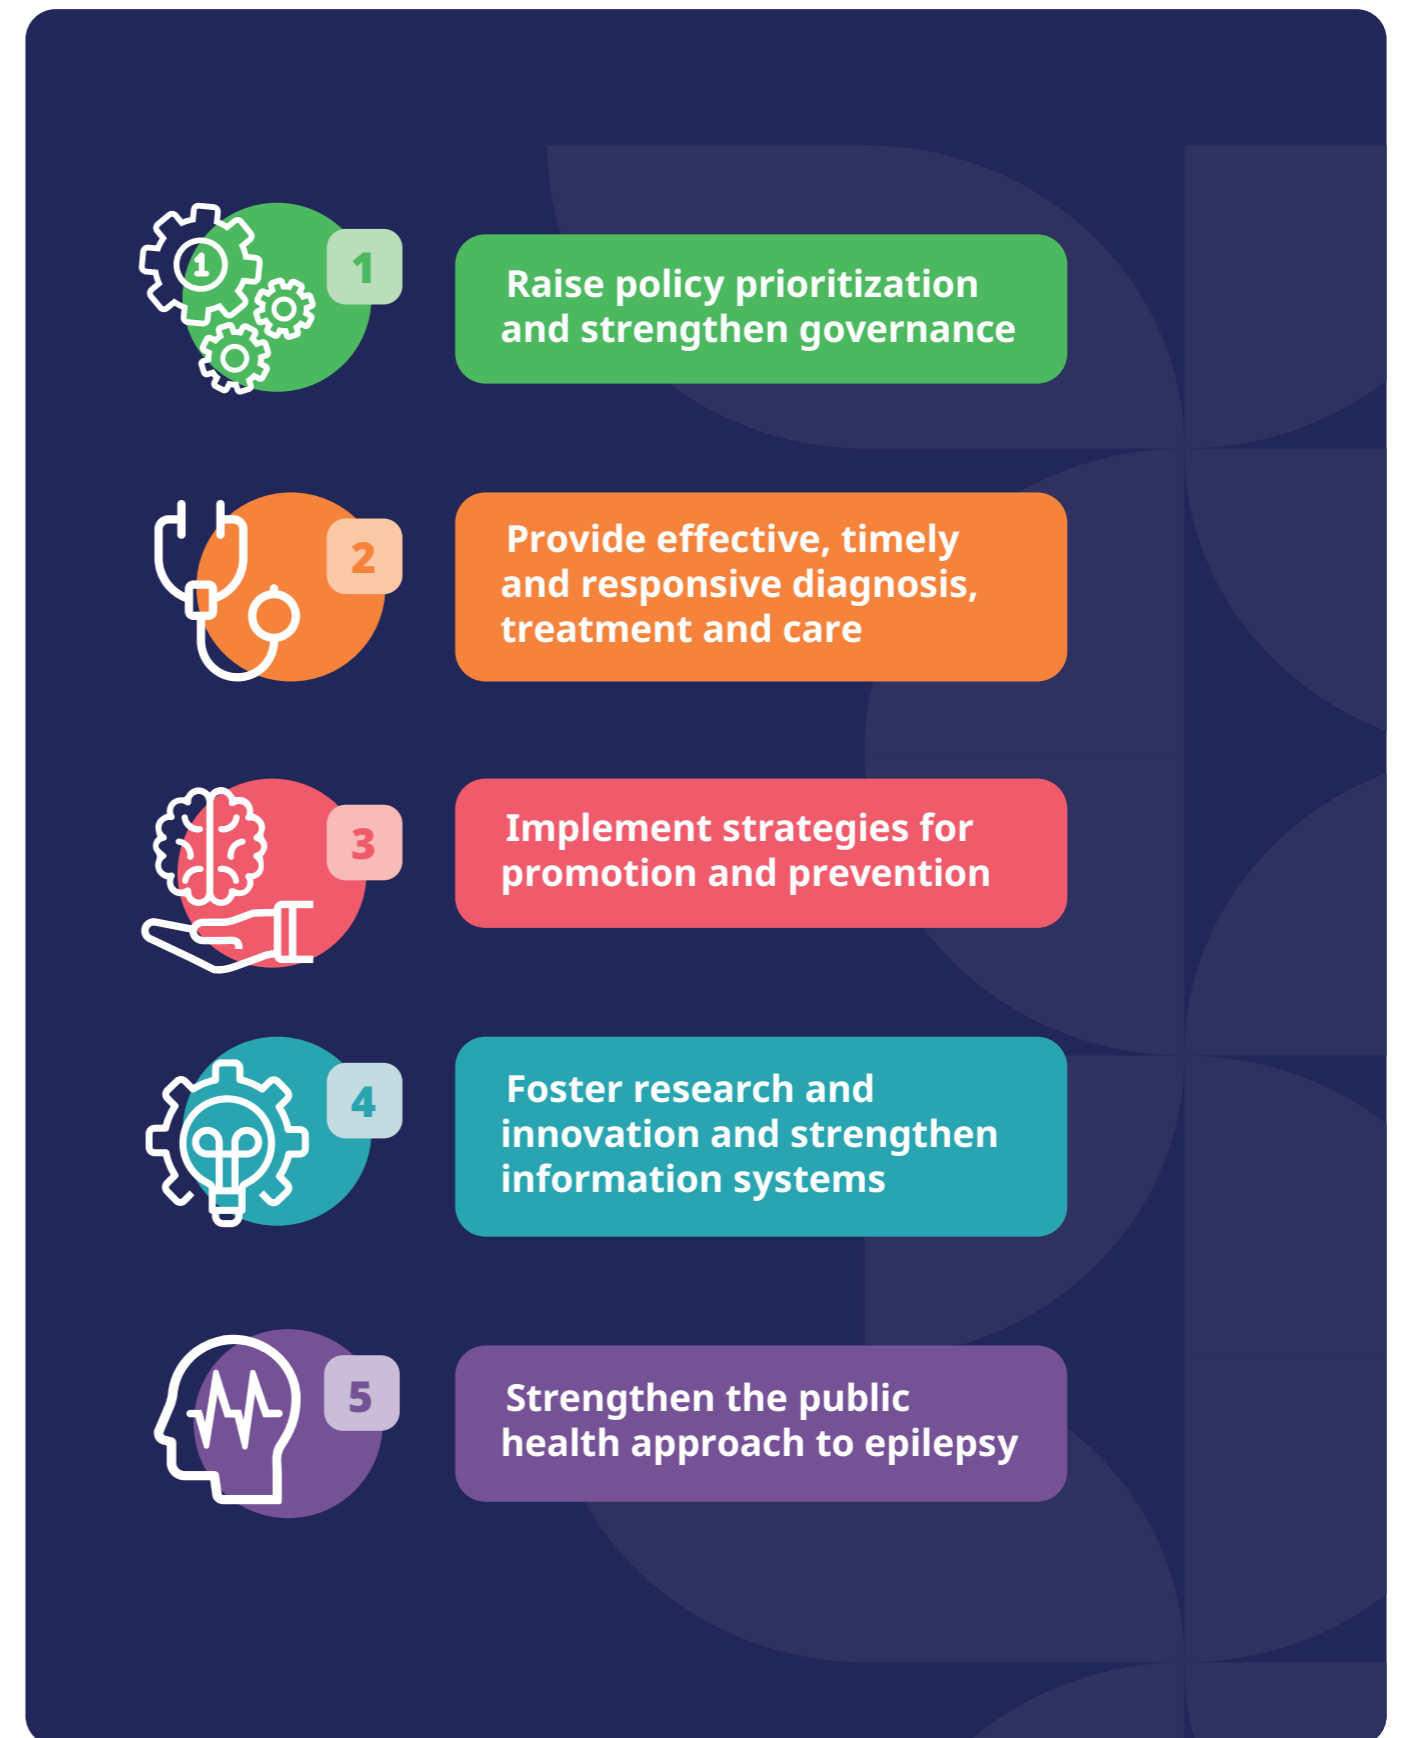 1
1
Raise policy prioritization
and strengthen governance
2
Provide effective, timely
and responsive diagnosis,
treatment and care
3
Implement strategies for
promotion and prevention
4
Foster research and
innovation and strengthen
information systems
5
Strengthen the public
health approach to epilepsy